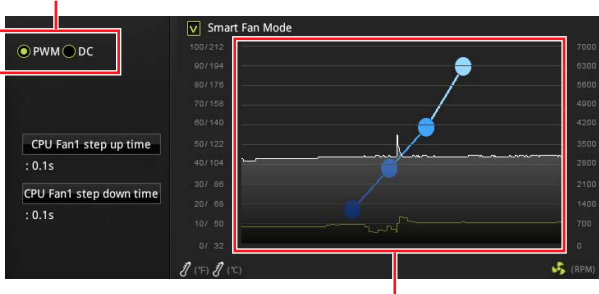 V Smart Fan Mode
PWM DC
100/212
90/194
80/176
70/158
60/140
50/122
40/104
30/ 86
20/ 68
10/ 50
0/ 32
7000
6300
5600
4900
4200
3500
2800
2100
1400
700
0
CPU Fan1 step up time
: 0.1s
CPU Fan1 step down time
: 0.1s
(°F) (°C)
(RPM)